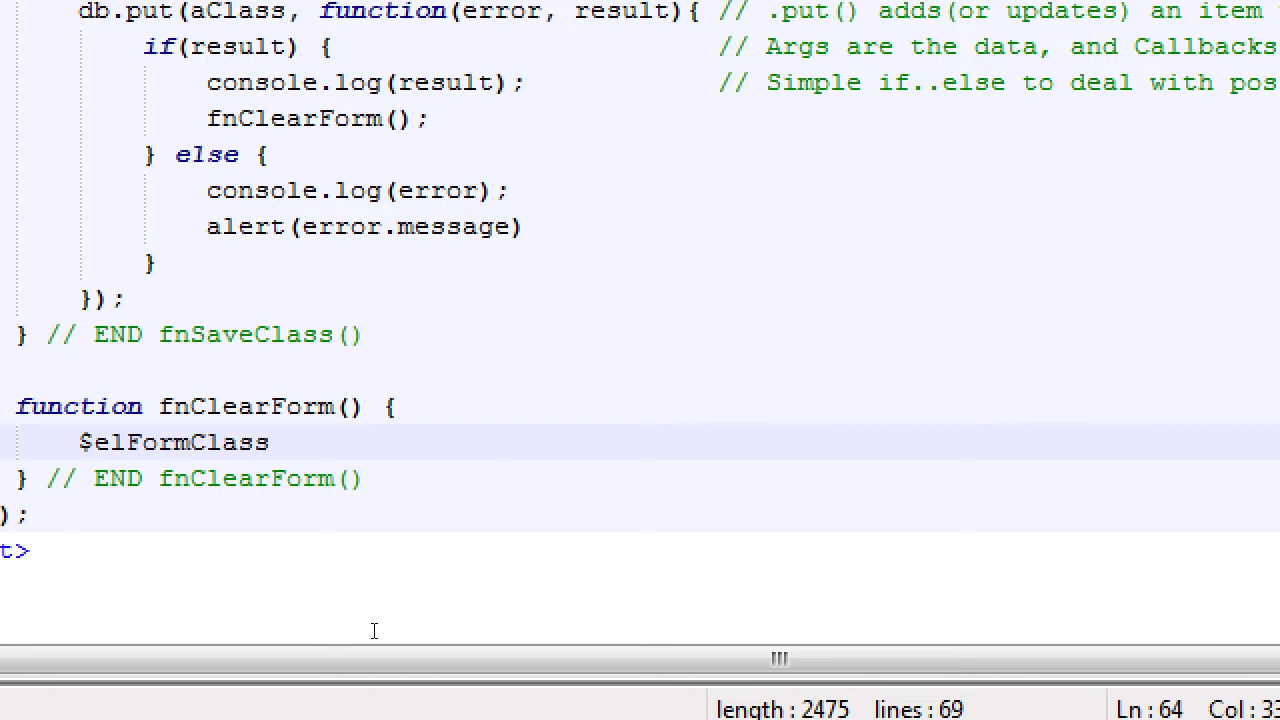 db.put(aClass, function(error, result){ // .put() adds(or updates) an item
if(result) { // Args are the data, and Callbacks
console.log(result); // Simple if..else to deal with pos
fnClearForm();
} else {
console.log(error);
alert(error.message)
}
});
} // END fnSaveClass()
function fnClearForm() {
$elFormClass
} // END fnClearForm()
);
t>
length : 2475 lines : 69 Ln : 64 Col : 33